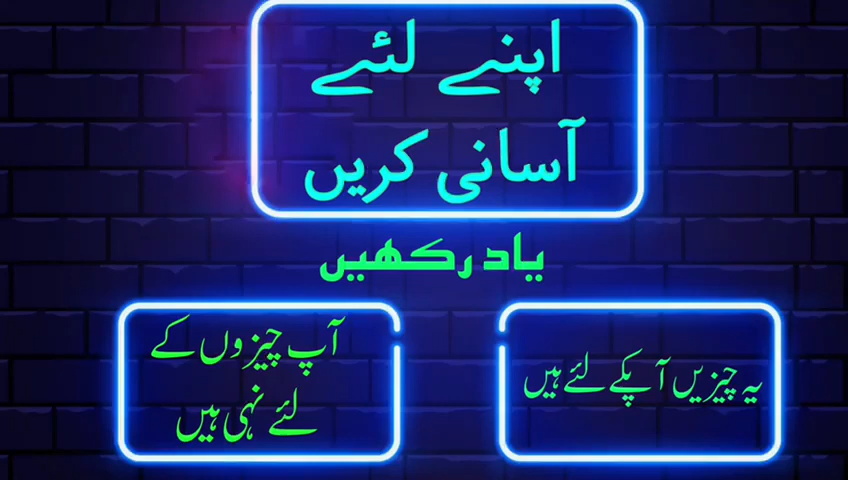 اپنے لئے
آسانی کریں
یاد رکھیں
یہ چیزیں آپکے لئے ہیں
آپ چیزوں کے
لئے نہی ہیں